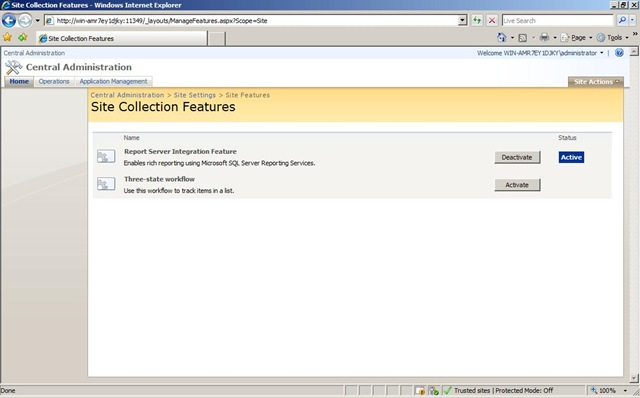 Site Collection Features - Windows Internet Explorer
http://win-amr7ey1djky:11349/_layouts/ManageFeatures.aspx?Scope=Site
Live Search
Site Collection Features
Page
Tools
Central Administration
Welcome WIN-AMR7EY1DJKY\administrator
Central Administration
Home Operations Application Management
Site Actions
Central Administration > Site Settings > Site Features
Site Collection Features
Name Status
Report Server Integration Feature
Enables rich reporting using Microsoft SQL Server Reporting Services.
Deactivate Active
Three-state workflow
Use this workflow to track items in a list.
Activate
Done
Trusted sites | Protected Mode: Off
100%